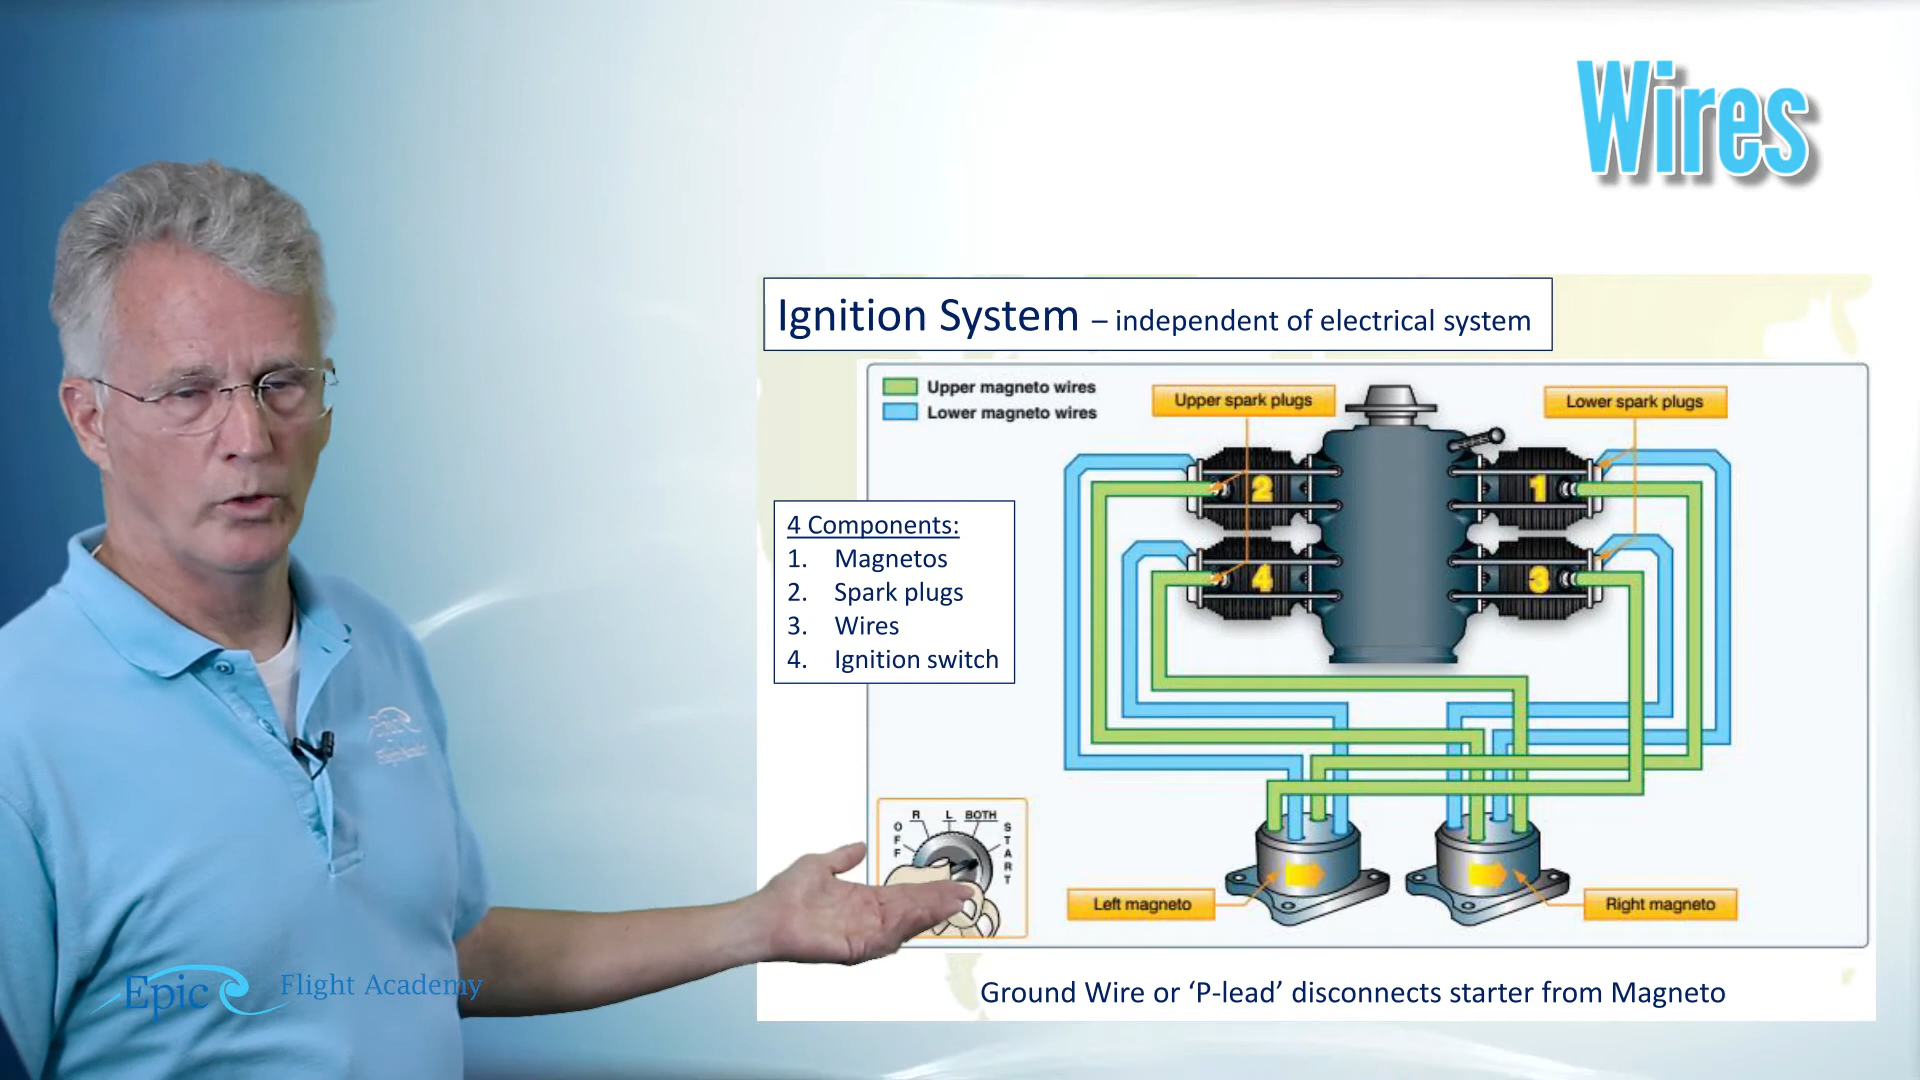 Wires
Ignition System – independent of electrical system
Upper magneto wires
Lower magneto wires
Upper spark plugs
Lower spark plugs
2
1
4
3
4 Components:
1. Magnetos
2. Spark plugs
3. Wires
4. Ignition switch
OFF
R
L
BOTH
START
Left magneto
Right magneto
Ground Wire or ‘P-lead’ disconnects starter from Magneto
Epic Flight Academy